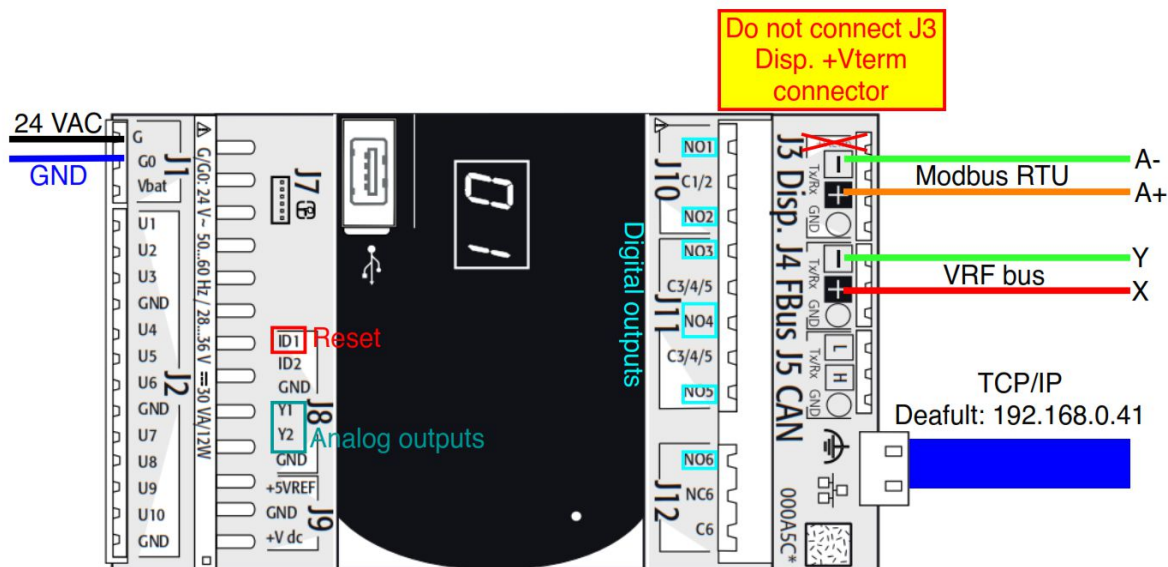 Do not connect J3
Disp. +Vterm
connector
24 VAC
GND
G
G0
Vbat
J1
U1
U2
U3
GND
U4
U5
U6
GND
U7
U8
U9
U10
GND
J2
G/G0: 24 V~ 50...60 Hz / 28...36 V ⎓ 30 VA/12W
J7
ID1
Reset
ID2
GND
Y1
Y2
Analog outputs
GND
J8
+5VREF
GND
+V dc
J9
10
Digital outputs
NO1
C1/2
NO2
J10
NO3
C3/4/5
NO4
C3/4/5
NO5
J11
NO6
NC6
C6
J12
J3 Disp. J4 FBus J5 CAN
Tx/Rx
GND
Tx/Rx
GND
Tx/Rx
GND
−
+
−
+
L
H
000A5C*
A-
Modbus RTU
A+
Y
VRF bus
X
TCP/IP
Deafult: 192.168.0.41